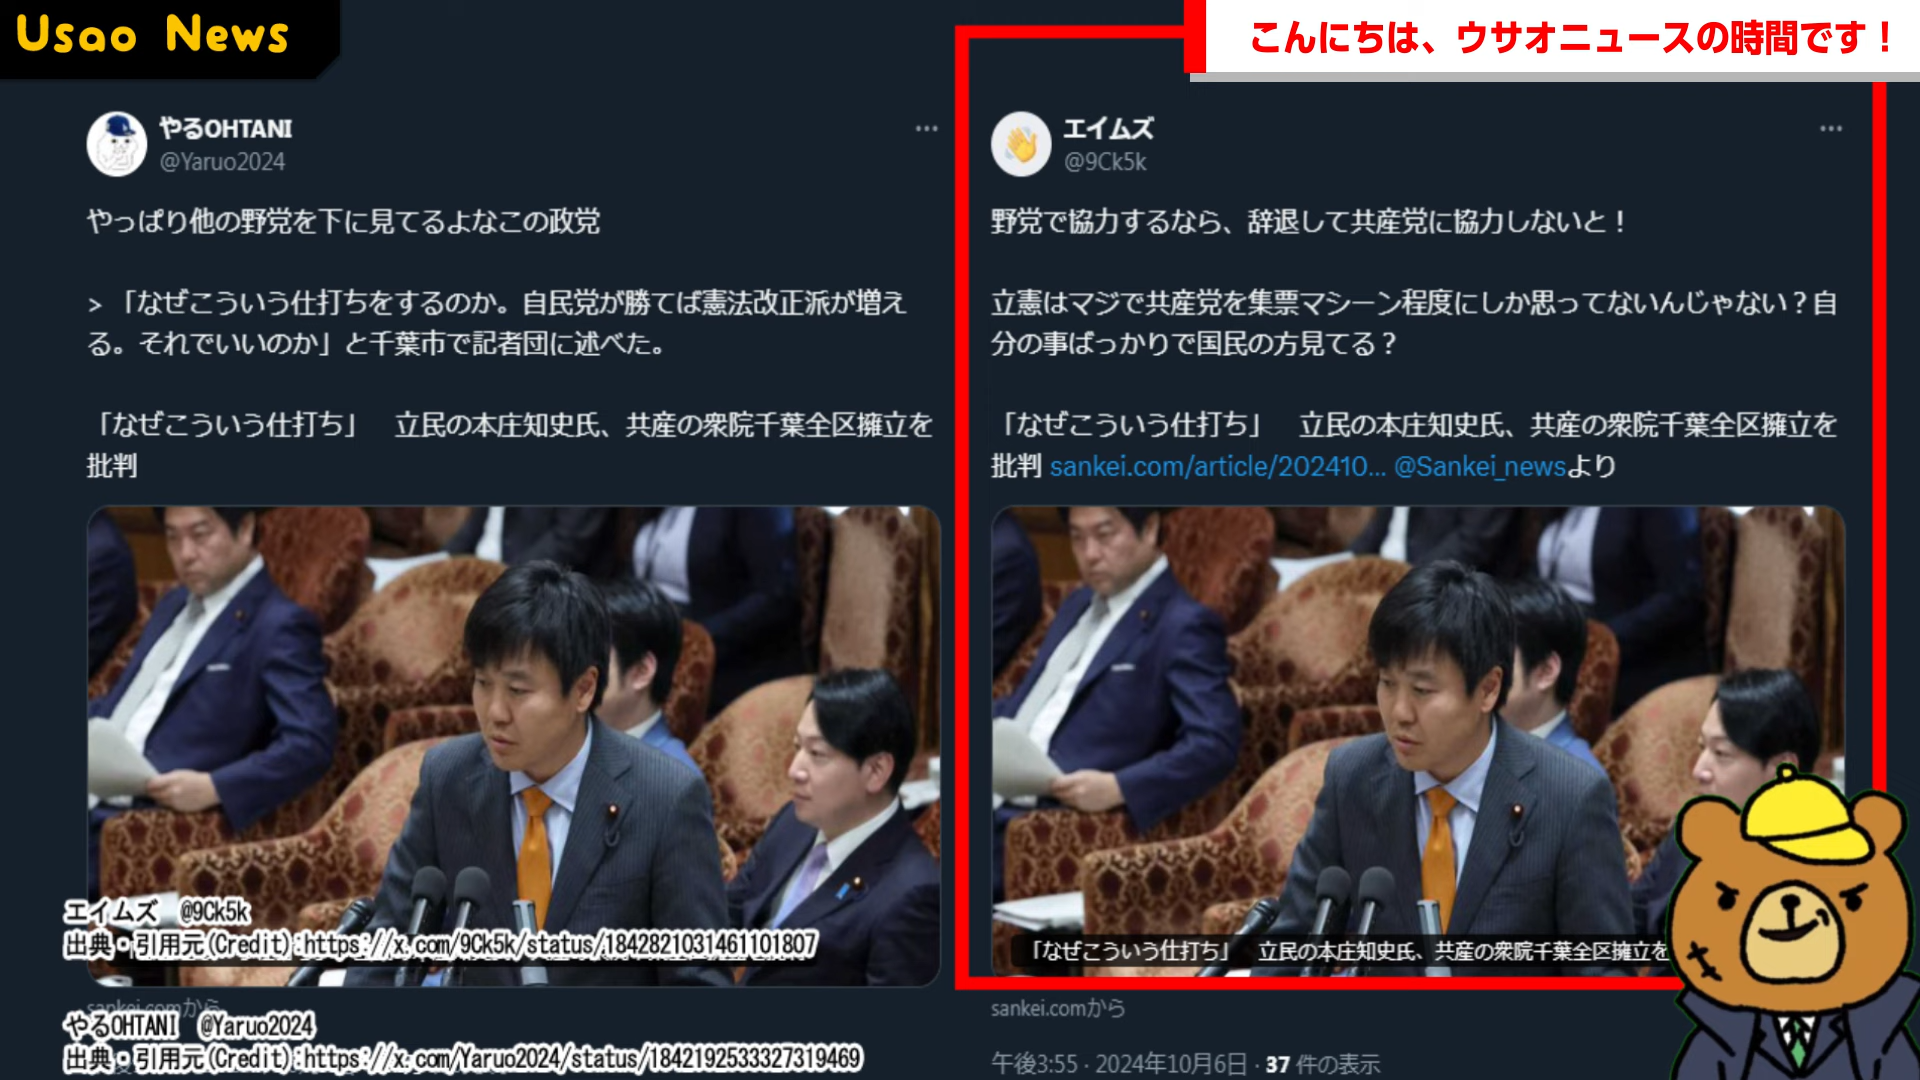 Usao News
こんにちは、ウサオニュースの時間です！
やるOHTANI
@Yaruo2024
やっぱり他の野党を下に見てるよなこの政党
> 「なぜこういう仕打ちをするのか。自民党が勝てば憲法改正派が増え
る。それでいいのか」と千葉市で記者団に述べた。
「なぜこういう仕打ち」　立民の本庄知史氏、共産の衆院千葉全区擁立を
批判
エイムズ　@9Ck5k
出典・引用元(Credit):https://x.com/9Ck5k/status/1842821031461101807
sankei.comから
やるOHTANI　@Yaruo2024
出典・引用元(Credit):https://x.com/Yaruo2024/status/1842192533327319469
エイムズ
@9Ck5k
野党で協力するなら、辞退して共産党に協力しないと！
立憲はマジで共産党を集票マシーン程度にしか思ってないんじゃない？自
分の事ばっかりで国民の方見てる？
「なぜこういう仕打ち」　立民の本庄知史氏、共産の衆院千葉全区擁立を
批判 sankei.com/article/202410... @Sankei_newsより
「なぜこういう仕打ち」　立民の本庄知史氏、共産の衆院千葉全区擁立を
sankei.comから
午後3:55 · 2024年10月6日 · 37 件の表示